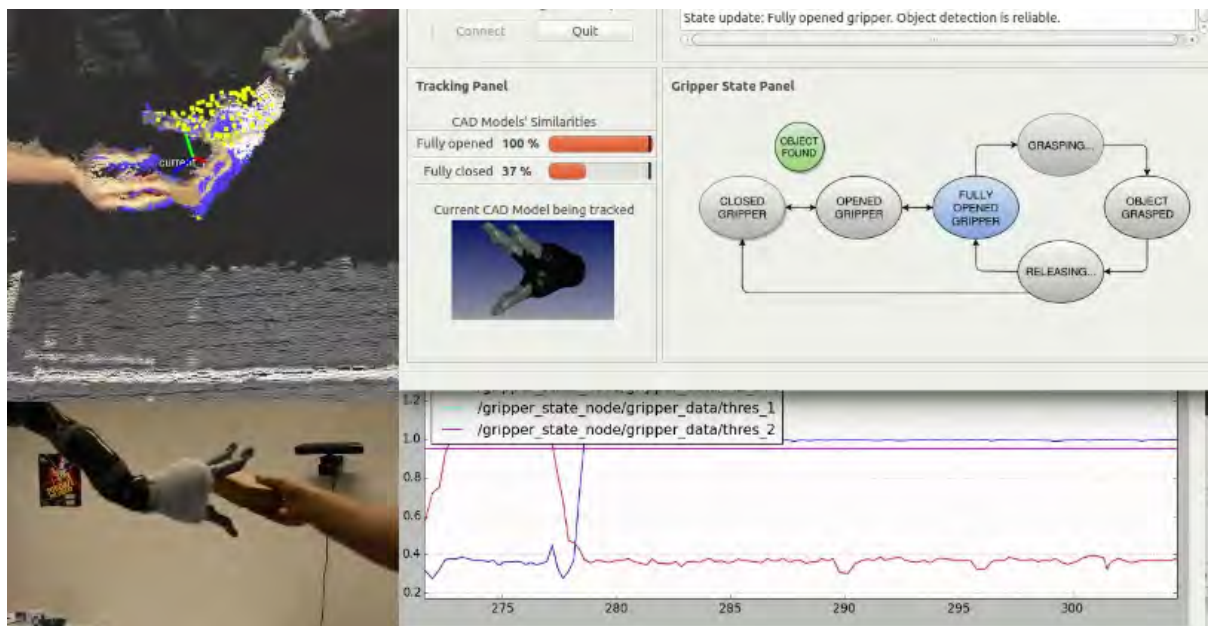 State update: Fully opened gripper. Object detection is reliable.
Connect
Quit
Tracking Panel
CAD Models' Similarities
Fully opened 100 %
Fully closed 37 %
Current CAD Model being tracked
Gripper State Panel
OBJECT
FOUND
GRASPING...
CLOSED
GRIPPER
OPENED
GRIPPER
FULLY
OPENED
GRIPPER
OBJECT
GRASPED
RELEASING...
/gripper_state_node/gripper_data/thres_1
/gripper_state_node/gripper_data/thres_2
1.2
1.0
0.8
0.6
0.4
0.2
275
280
285
290
295
300